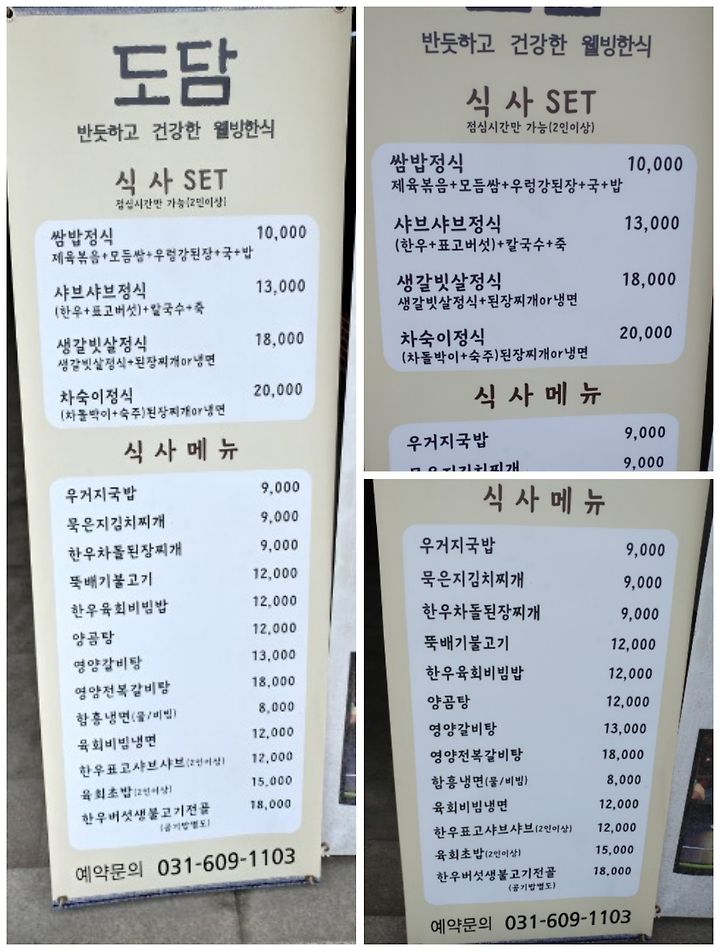 도담
반듯하고 건강한 웰빙한식
식사 SET
점심시간만 가능(2인이상)
쌈밥정식 10,000
제육볶음+모듬쌈+우렁강된장+국+밥
샤브샤브정식 13,000
(한우+표고버섯)+칼국수+죽
생갈빗살정식 18,000
생갈빗살정식+된장찌개or냉면
차숙이정식 20,000
(차돌박이+숙주)된장찌개or냉면
식사메뉴
우거지국밥 9,000
묵은지김치찌개 9,000
한우차돌된장찌개 9,000
뚝배기불고기 12,000
한우육회비빔밥 12,000
양곰탕 12,000
영양갈비탕 13,000
영양전복갈비탕 18,000
함흥냉면(물/비빔) 8,000
육회비빔냉면 12,000
한우표고샤브샤브(2인이상) 12,000
육회초밥(2인이상) 15,000
한우버섯생불고기전골 18,000
(공기밥별도)
예약문의 031-609-1103
반듯하고 건강한 웰빙한식
식사 SET
점심시간만 가능(2인이상)
쌈밥정식 10,000
제육볶음+모듬쌈+우렁강된장+국+밥
샤브샤브정식 13,000
(한우+표고버섯)+칼국수+죽
생갈빗살정식 18,000
생갈빗살정식+된장찌개or냉면
차숙이정식 20,000
(차돌박이+숙주)된장찌개or냉면
식사메뉴
우거지국밥 9,000
묵은지김치찌개 9,000
식사메뉴
우거지국밥 9,000
묵은지김치찌개 9,000
한우차돌된장찌개 9,000
뚝배기불고기 12,000
한우육회비빔밥 12,000
양곰탕 12,000
영양갈비탕 13,000
영양전복갈비탕 18,000
함흥냉면(물/비빔) 8,000
육회비빔냉면 12,000
한우표고샤브샤브(2인이상) 12,000
육회초밥(2인이상) 15,000
한우버섯생불고기전골 18,000
(공기밥별도)
예약문의 031-609-1103